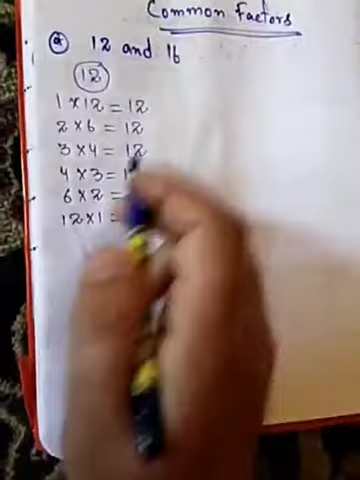 Common Factors
a 12 and 16
12
1 × 12 = 12
2 × 6 = 12
3 × 4 = 12
4 × 3 =
6 × 2 =
12 × 1 =